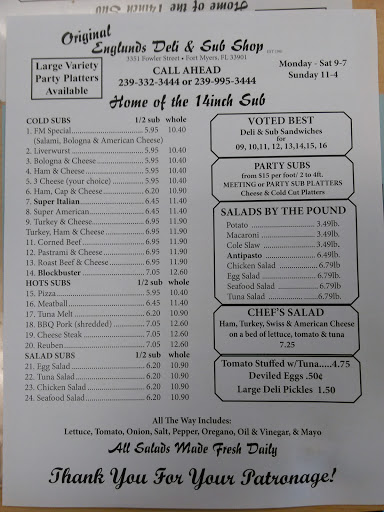 Home of the 14inch Sub
Original
Englunds Deli & Sub Shop
3331 Fowler Street • Fort Myers, FL 33901
CALL AHEAD
239-332-3444 or 239-995-3444
Large Variety
Party Platters
Available
Monday - Sat 9-7
Sunday 11-4
Home of the 14inch Sub
COLD SUBS 1/2 sub whole
1. FM Special 5.95 10.40
(Salami, Bologna & American Cheese)
2. Liverwurst 5.95 10.40
3. Bologna & Cheese 5.95 10.40
4. Ham & Cheese 5.95 10.40
5. 3 Cheese (your choice) 5.95 10.40
6. Ham, Cap & Cheese 6.20 10.90
7. Super Italian 6.45 11.40
8. Super American 6.45 11.40
9. Turkey & Cheese 6.95 11.90
Turkey, Ham & Cheese 6.95 11.90
11. Corned Beef 6.95 11.90
12. Pastrami & Cheese 6.95 11.90
13. Roast Beef & Cheese 6.95 11.90
14. Blockbuster 7.05 12.60
HOTS SUBS 1/2 sub whole
15. Pizza 5.95 10.40
16. Meatball 6.45 11.40
17. Tuna Melt 6.20 10.90
18. BBQ Pork (shredded) 7.05 12.60
19. Cheese Steak 7.05 12.60
20. Reuben 7.05 12.60
SALAD SUBS 1/2 sub whole
21. Egg Salad 6.20 10.90
22. Tuna Salad 6.20 10.90
23. Chicken Salad 6.20 10.90
24. Seafood Salad 6.20 10.90
VOTED BEST
Deli & Sub Sandwiches
for
09, 10, 11, 12, 13,14,15, 16
PARTY SUBS
from $15 per foot/ 2 to 4ft.
MEETING or PARTY SUB PLATTERS
Cheese & Cold Cut Platters
SALADS BY THE POUND
Potato 3.49lb.
Macaroni 3.49lb.
Cole Slaw 3.49lb.
Antipasto 6.49lb.
Chicken Salad 6.79lb
Egg Salad 6.79lb
Seafood Salad 6.79lb
Tuna Salad 6.79lb
CHEF'S SALAD
Ham, Turkey, Swiss & American Cheese
on a bed of lettuce, tomato & tuna
7.25
Tomato Stuffed w/Tuna.....4.75
Deviled Eggs .50¢
Large Deli Pickles 1.50
All The Way Includes:
Lettuce, Tomato, Onion, Salt, Pepper, Oregano, Oil & Vinegar, & Mayo
All Salads Made Fresh Daily
Thank You For Your Patronage!